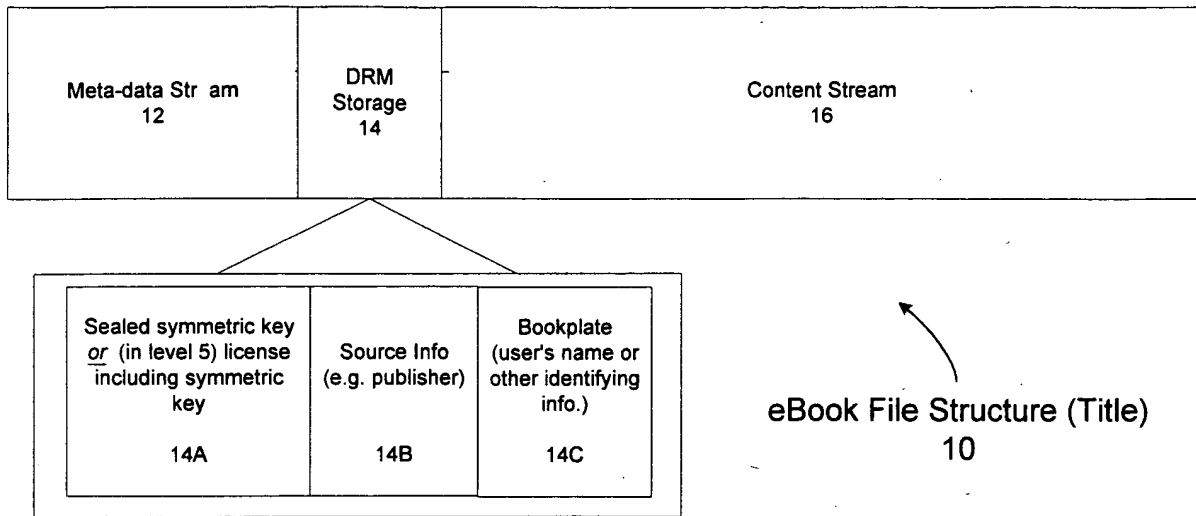 Meta-data Str am
12
DRM
Storage
14
Content Stream
16
Sealed symmetric key
or (in level 5) license
including symmetric
key
14A
Source Info
(e.g. publisher)
14B
Bookplate
(user's name or
other identifying
info.)
14C
eBook File Structure (Title)
10